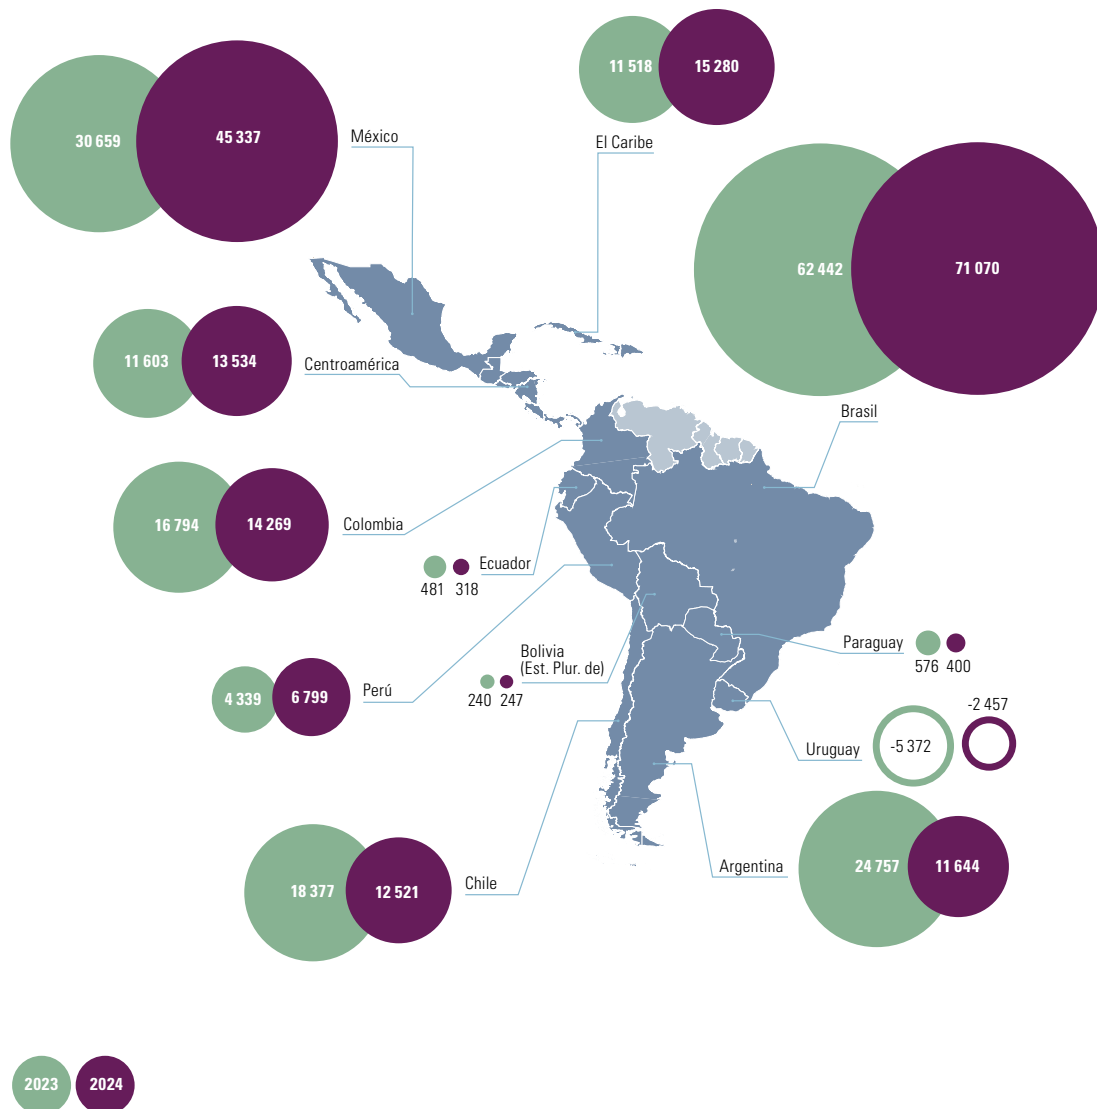 11 518
15 280
El Caribe
30 659
45 337
México
62 442
71 070
Brasil
11 603
13 534
Centroamérica
16 794
14 269
Colombia
Ecuador
481
318
4 339
6 799
Perú
Bolivia
(Est. Plur. de)
240
247
Paraguay
576
400
-2 457
-5 372
Uruguay
18 377
12 521
Chile
Argentina
24 757
11 644
2023
2024